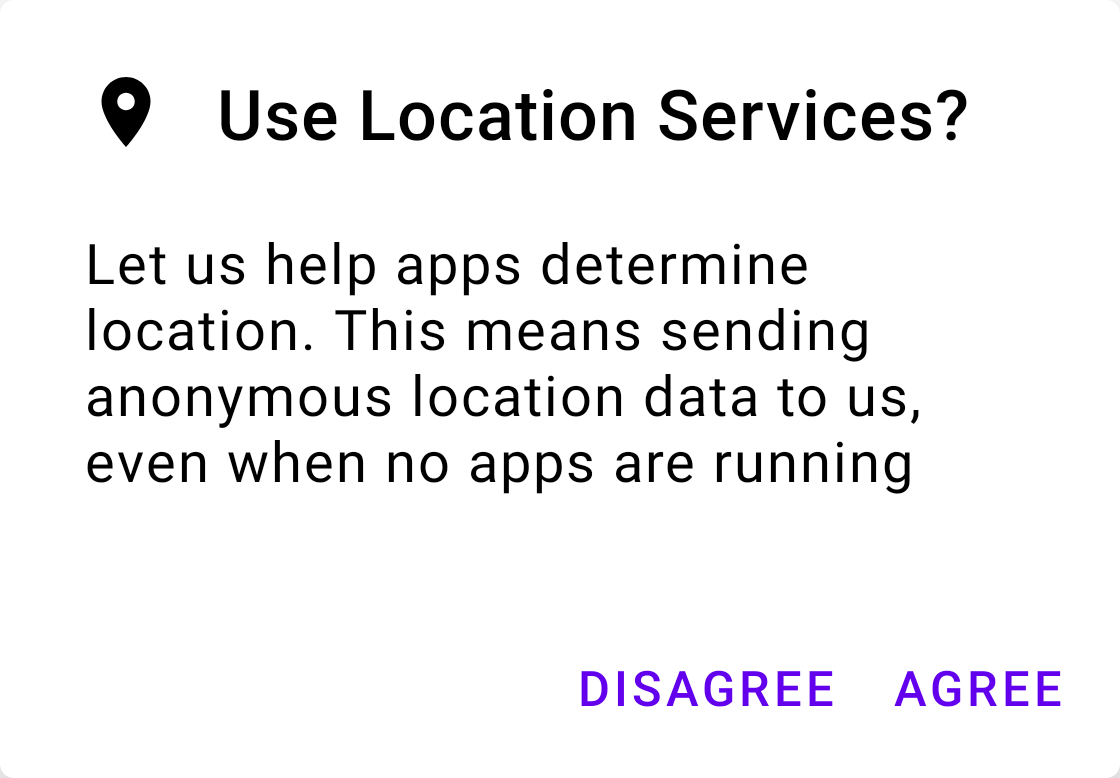 Use Location Services?
Let us help apps determine
location. This means sending
anonymous location data to us,
even when no apps are running
DISAGREE AGREE